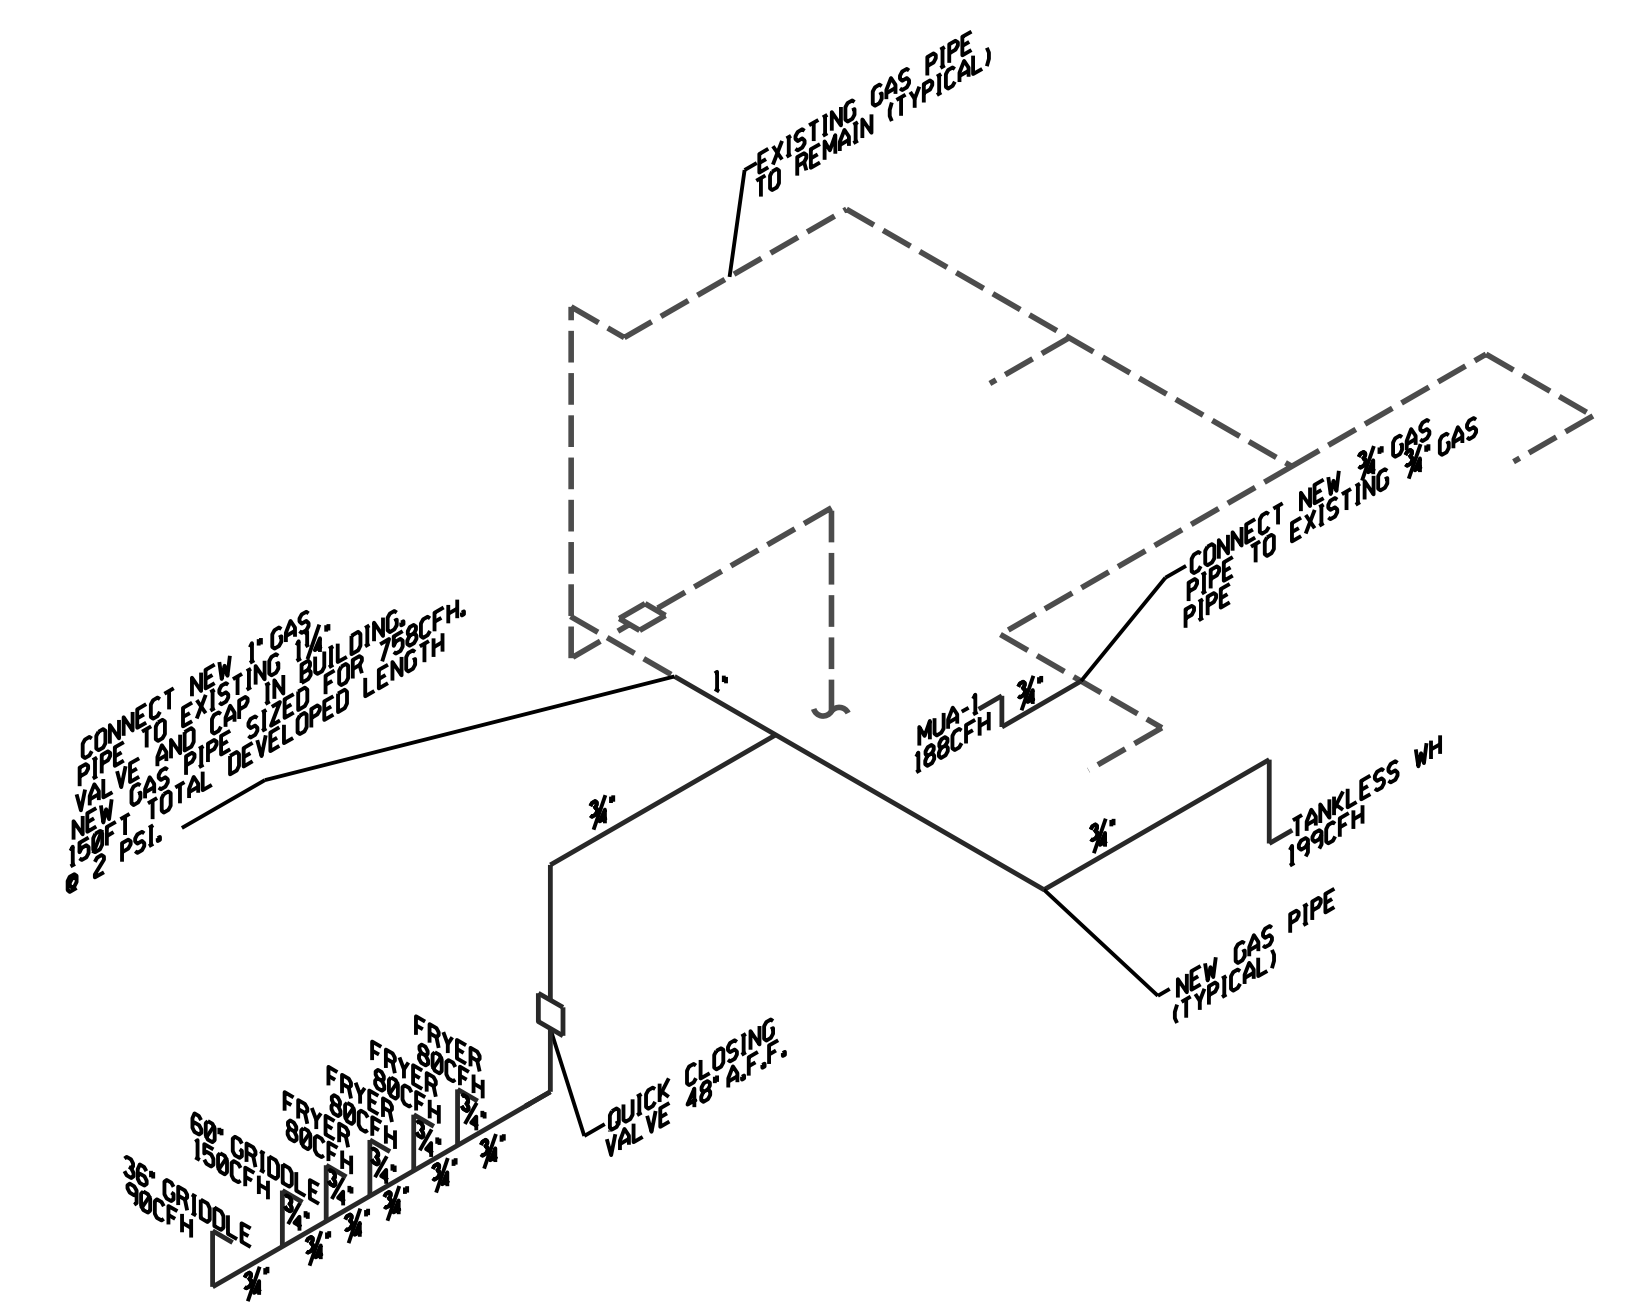 EXISTING GAS PIPE
TO REMAIN (TYPICAL)
CONNECT NEW ¾" GAS
PIPE TO EXISTING ¾" GAS
PIPE
CONNECT NEW 1" GAS
PIPE TO EXISTING 1¼"
VALVE AND CAP IN BUILDING.
NEW GAS PIPE SIZED FOR 758CFH.
150FT TOTAL DEVELOPED LENGTH
@ 2 PSI.
1"
MUA-1
188CFH
¾"
¾"
¾"
TANKLESS WH
199CFH
NEW GAS PIPE
(TYPICAL)
QUICK CLOSING
VALVE 48" A.F.F.
FRYER
80CFH
FRYER
80CFH
FRYER
80CFH
FRYER
80CFH
60" GRIDDLE
150CFH
36" GRIDDLE
90CFH
¾"
¾"
¾"
¾"
¾"
¾"
¾"
¾"
¾"
¾"
¾"